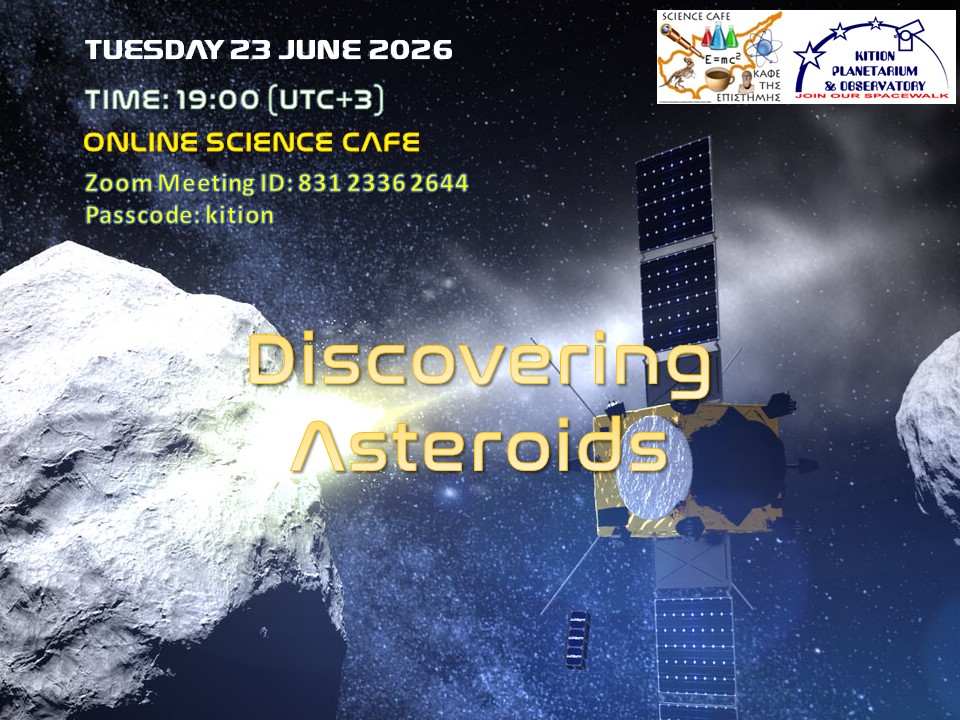 TUESDAY 23 JUNE 2026
TIME: 19:00 (UTC+3)
ONLINE SCIENCE CAFE
Zoom Meeting ID: 831 2336 2644
Passcode: kition
SCIENCE CAFE
E=mc²
ΚΑΦΕ
ΤΗΣ
ΕΠΙΣΤΗΜΗΣ
KITION
PLANETARIUM
& OBSERVATORY
JOIN OUR SPACEWALK
Discovering
Asteroids